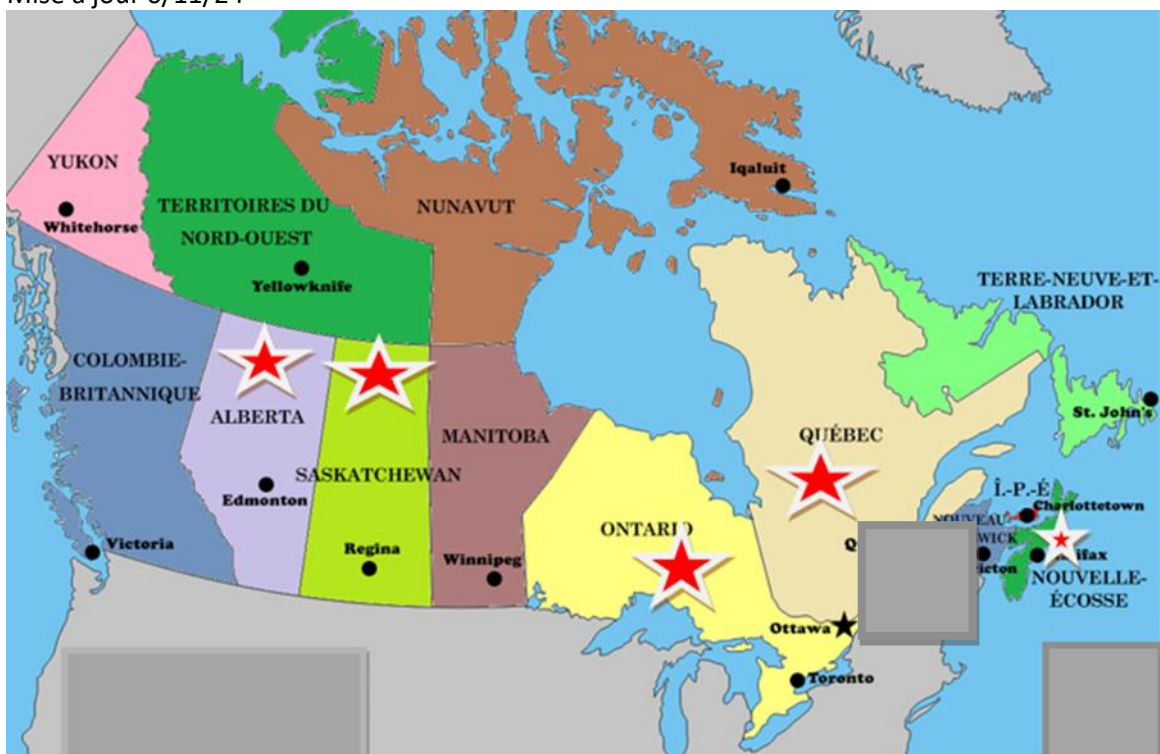 YUKON
Whitehorse
TERRITOIRES DU
NORD-OUEST
Yellowknife
NUNAVUT
Iqaluit
TERRE-NEUVE-ET-
LABRADOR
St. John's
COLOMBIE-
BRITANNIQUE
Victoria
ALBERTA
Edmonton
SASKATCHEWAN
Regina
MANITOBA
Winnipeg
ONTARIO
Ottawa
Toronto
QUÉBEC
Î.-P.-É
Charlottetown
NOUVELLE-
ÉCOSSE